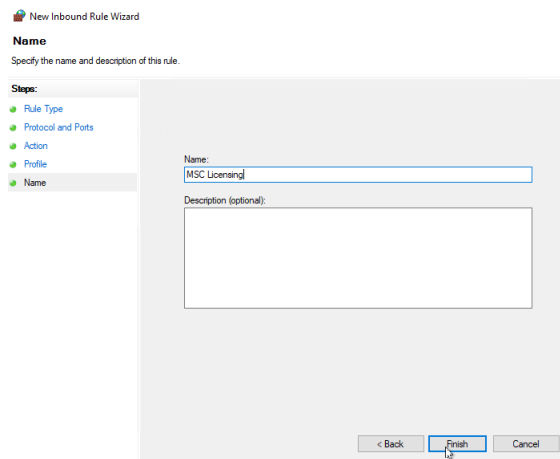 New Inbound Rule Wizard
Name
Specify the name and description of this rule.
Steps:
Rule Type
Protocol and Ports
Action
Profile
Name
Name:
MSC Licensing
Description (optional):
< Back
Finish
Cancel